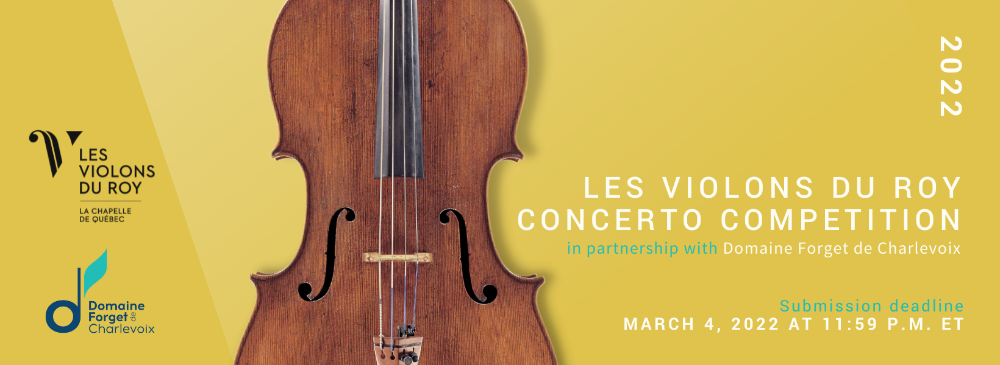 LES
VIOLONS
DU ROY
LA CHAPELLE
DE QUÉBEC
Domaine
Forget de
Charlevoix
2022
LES VIOLONS DU ROY
CONCERTO COMPETITION
in partnership with Domaine Forget de Charlevoix
Submission deadline
MARCH 4, 2022 AT 11:59 P.M. ET